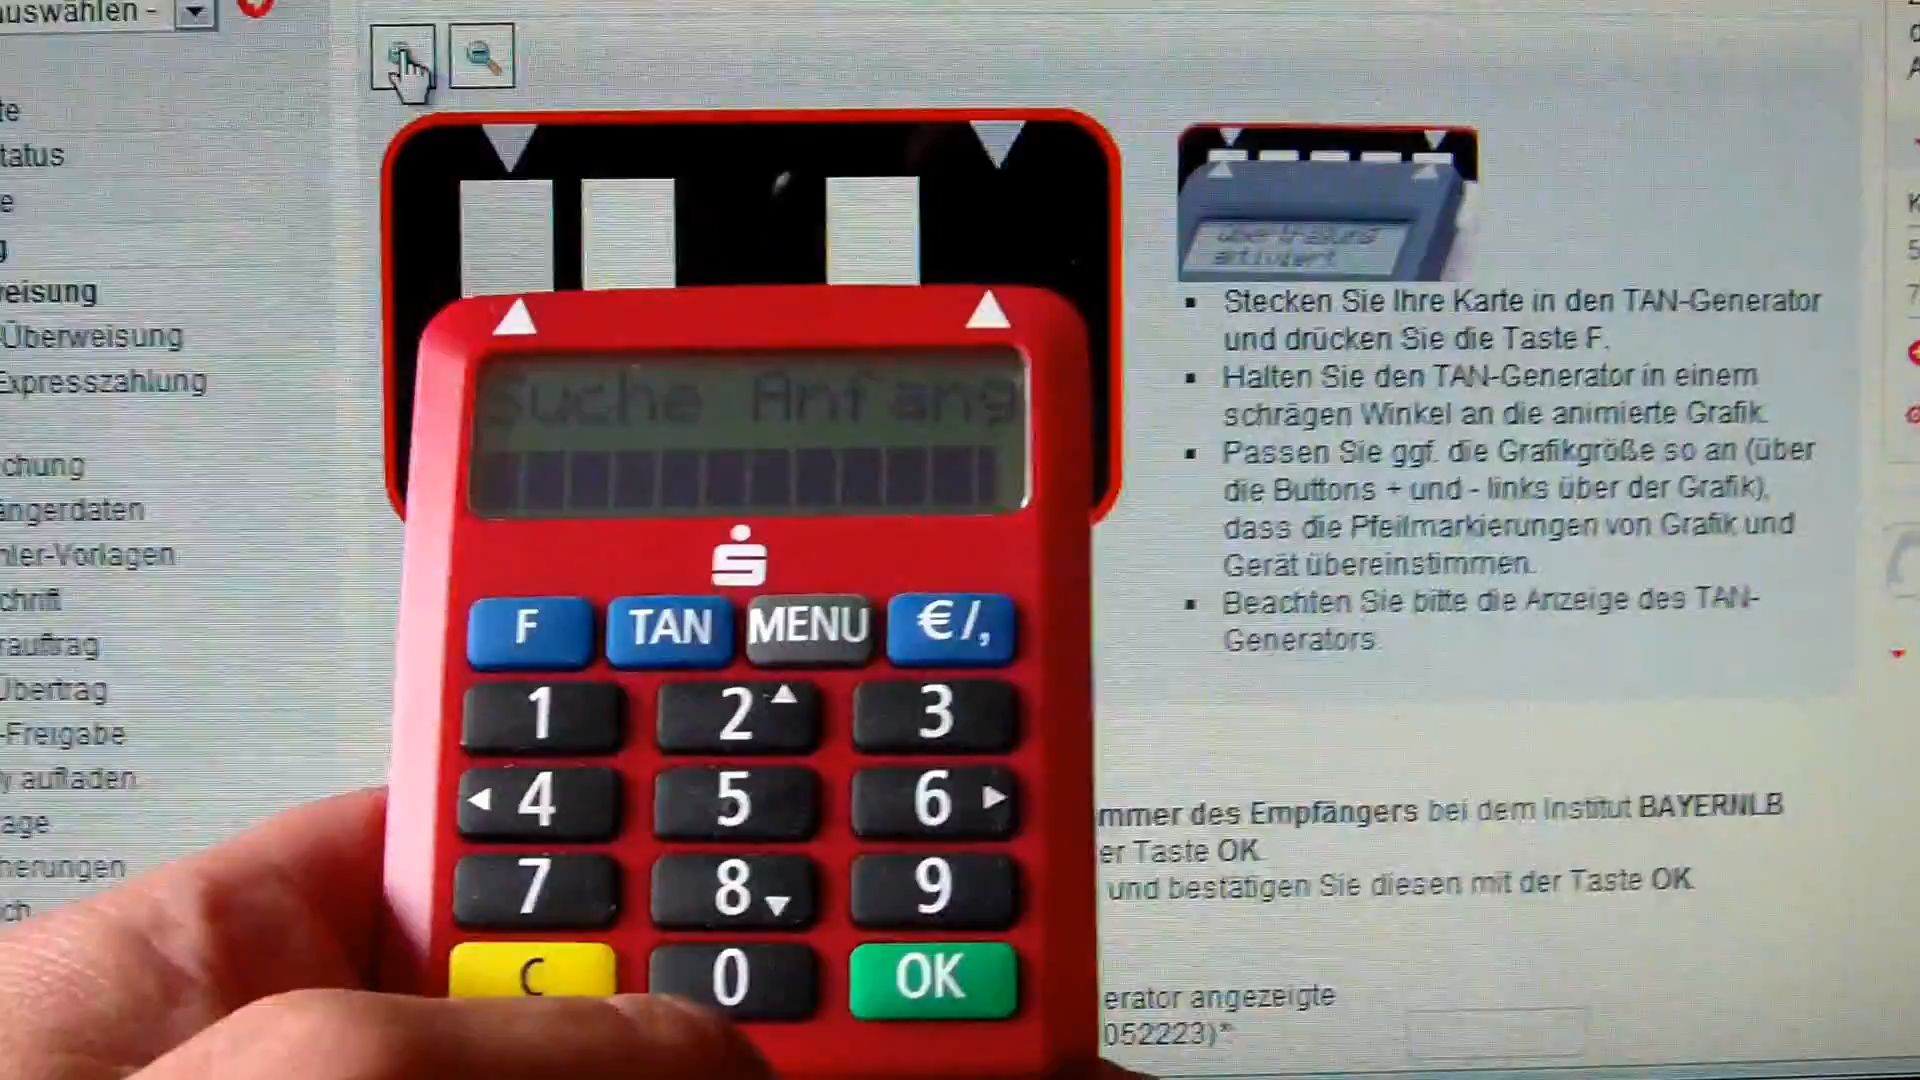 auswählen -
te
tatus
e
g
eisung
-Überweisung
Expresszahlung
chung
ängerdaten
hler-Vorlagen
chrift
rauftrag
Übertrag
-Freigabe
y aufladen
age
herungen
ch
Übertragung
aktiviert
Stecken Sie Ihre Karte in den TAN-Generator
und drücken Sie die Taste F.
Halten Sie den TAN-Generator in einem
schrägen Winkel an die animierte Grafik.
Passen Sie ggf. die Grafikgröße so an (über
die Buttons + und - links über der Grafik),
dass die Pfeilmarkierungen von Grafik und
Gerät übereinstimmen.
Beachten Sie bitte die Anzeige des TAN-
Generators.
Suche Anfang
F TAN MENU €/,
1 2 3
4 5 6
7 8 9
C 0 OK
mmer des Empfängers bei dem Institut BAYERNLB
er Taste OK.
und bestätigen Sie diesen mit der Taste OK.
erator angezeigte
052223)*